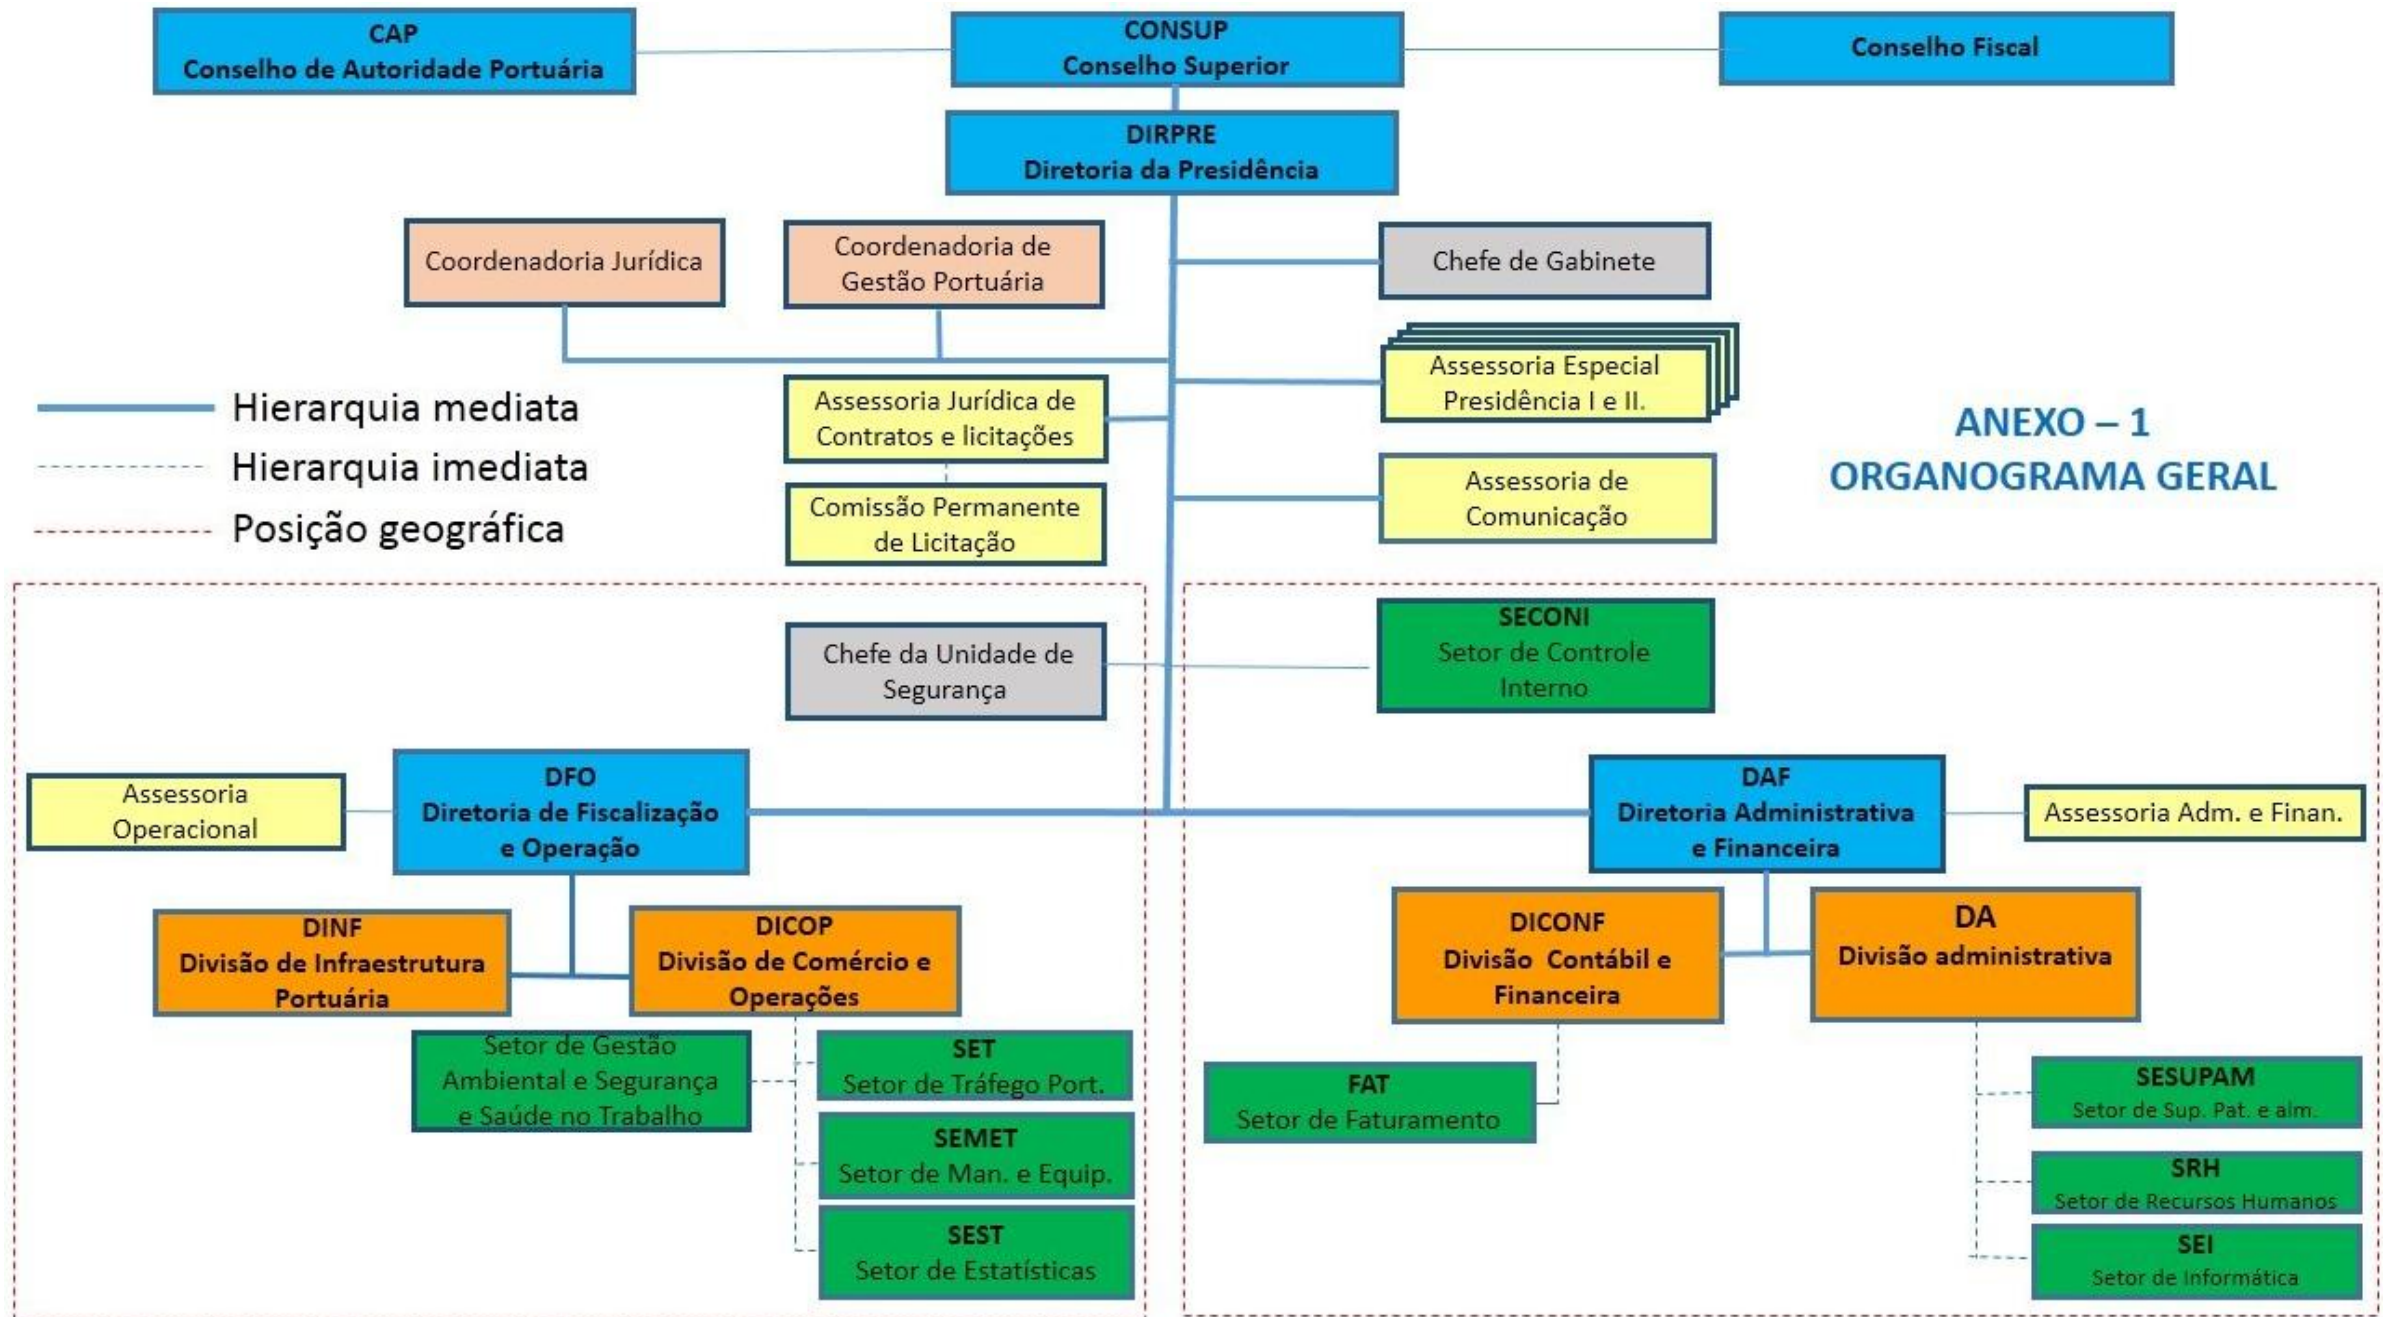 CAP
Conselho de Autoridade Portuária
CONSUP
Conselho Superior
Conselho Fiscal
DIRPRE
Diretoria da Presidência
Coordenadoria Jurídica
Coordenadoria de
Gestão Portuária
Chefe de Gabinete
Assessoria Especial
Presidência I e II.
Hierarquia mediata
Hierarquia imediata
Posição geográfica
Assessoria Jurídica de
Contratos e licitações
Comissão Permanente
de Licitação
Assessoria de
Comunicação
ANEXO – 1
ORGANOGRAMA GERAL
Chefe da Unidade de
Segurança
SECONI
Setor de Controle
Interno
Assessoria
Operacional
DFO
Diretoria de Fiscalização
e Operação
DAF
Diretoria Administrativa
e Financeira
Assessoria Adm. e Finan.
DINF
Divisão de Infraestrutura
Portuária
DICOP
Divisão de Comércio e
Operações
DICONF
Divisão Contábil e
Financeira
DA
Divisão administrativa
Setor de Gestão
Ambiental e Segurança
e Saúde no Trabalho
SET
Setor de Tráfego Port.
SEMET
Setor de Man. e Equip.
SEST
Setor de Estatísticas
FAT
Setor de Faturamento
SESUPAM
Setor de Sup. Pat. e alm.
SRH
Setor de Recursos Humanos
SEI
Setor de Informática